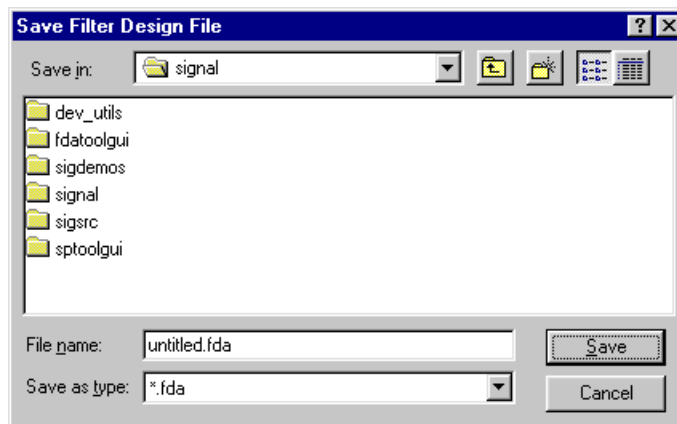 Save Filter Design File
Save in: signal
dev_utils
fdatoolgui
sigdemos
signal
sigsrc
sptoolgui
File name: untitled.fda Save
Save as type: *.fda Cancel